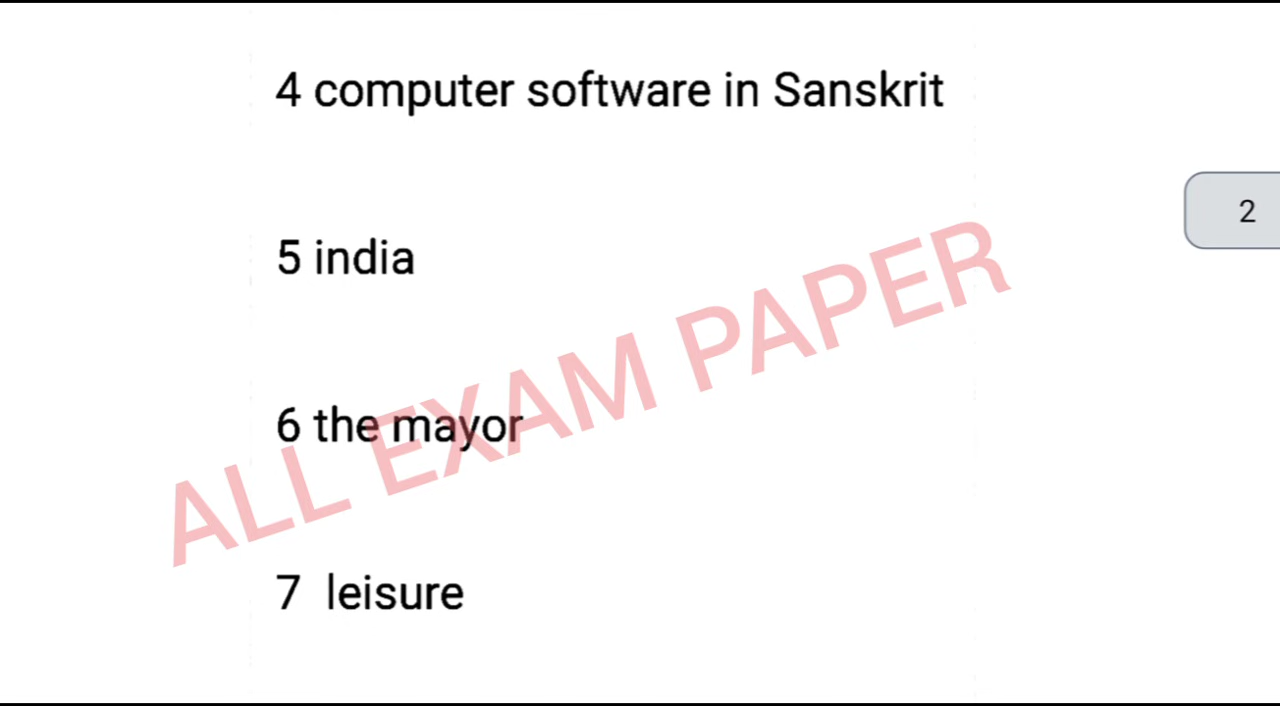 4 computer software in Sanskrit
2
5 india
6 the mayor
ALL EXAM PAPER
7 leisure